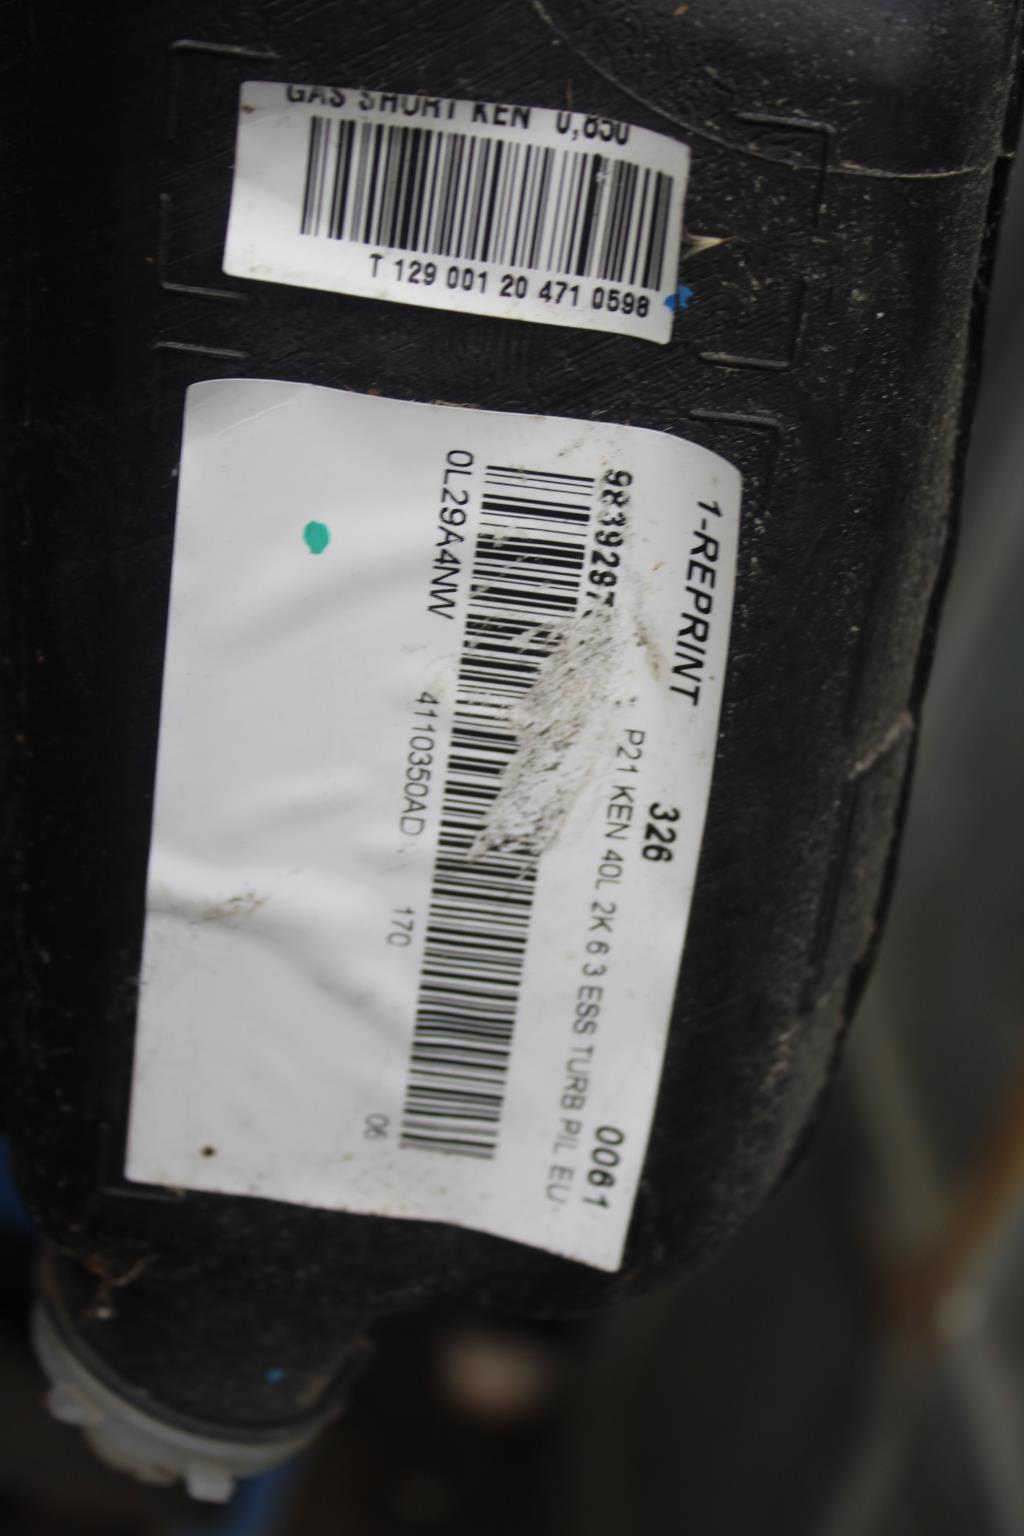 GAS SHORT KEN 0,850
T 129 001 20 471 0598
1-REPRINT
326 0061
P21 KEN 40L 2K 6 3 ESS TURB PIL EU
0L29A4NW 4110350AD 170 06